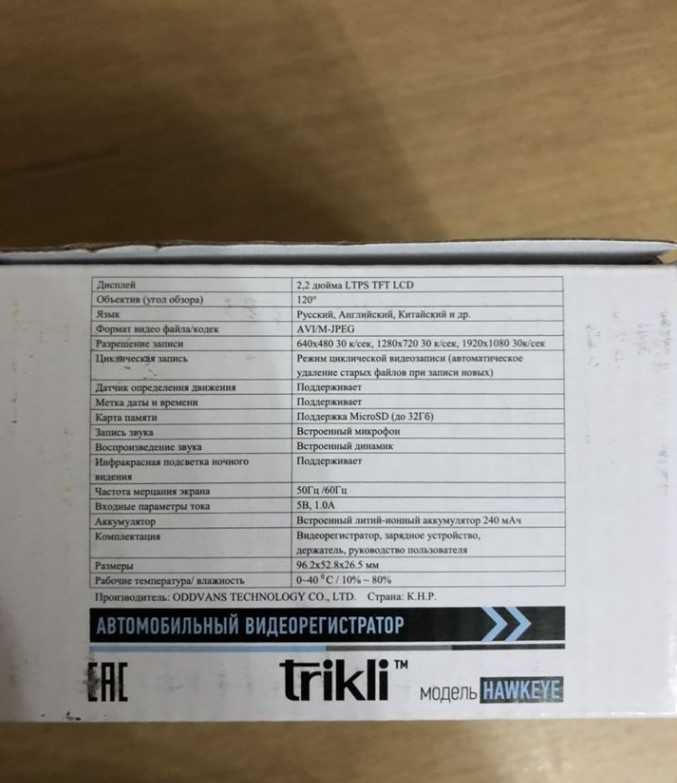 Дисплей 2,2 дюйма LTPS TFT LCD
Объектив (угол обзора) 120°
Язык Русский, Английский, Китайский и др.
Формат видео файла/кодек AVI/M-JPEG
Разрешение записи 640x480 30 к/сек, 1280x720 30 к/сек, 1920x1080 30к/сек
Циклическая запись Режим циклической видеозаписи (автоматическое
удаление старых файлов при записи новых)
Датчик определения движения Поддерживает
Метка даты и времени Поддерживает
Карта памяти Поддержка MicroSD (до 32Гб)
Запись звука Встроенный микрофон
Воспроизведение звука Встроенный динамик
Инфракрасная подсветка ночного Поддерживает
видения
Частота мерцания экрана 50Гц /60Гц
Входные параметры тока 5В, 1.0А
Аккумулятор Встроенный литий-ионный аккумулятор 240 мАч
Комплектация Видеорегистратор, зарядное устройство,
держатель, руководство пользователя
Размеры 96.2x52.8x26.5 мм
Рабочие температура/ влажность 0~40 °C / 10% ~ 80%
Производитель: ODDVANS TECHNOLOGY CO., LTD. Страна: К.Н.Р.
АВТОМОБИЛЬНЫЙ ВИДЕОРЕГИСТРАТОР
EAC trikli™ модель HAWKEYE